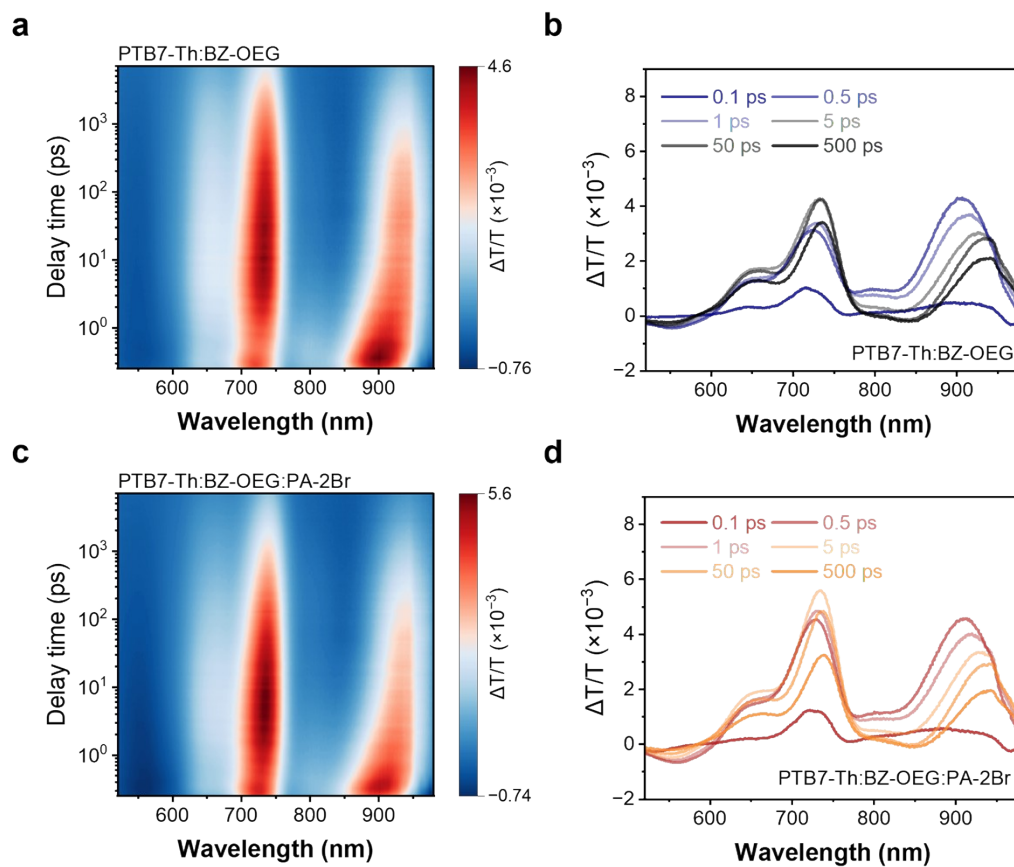 a
PTB7-Th:BZ-OEG
Delay time (ps)
10³
10²
10¹
10⁰
600 700 800 900
Wavelength (nm)
4.6
ΔT/T (×10⁻³)
−0.76
b
0.1 ps 0.5 ps
1 ps 5 ps
50 ps 500 ps
ΔT/T (×10⁻³)
8
6
4
2
0
−2
PTB7-Th:BZ-OEG
600 700 800 900
Wavelength (nm)
c
PTB7-Th:BZ-OEG:PA-2Br
Delay time (ps)
10³
10²
10¹
10⁰
600 700 800 900
Wavelength (nm)
5.6
ΔT/T (×10⁻³)
−0.74
d
0.1 ps 0.5 ps
1 ps 5 ps
50 ps 500 ps
ΔT/T (×10⁻³)
8
6
4
2
0
−2
PTB7-Th:BZ-OEG:PA-2Br
600 700 800 900
Wavelength (nm)